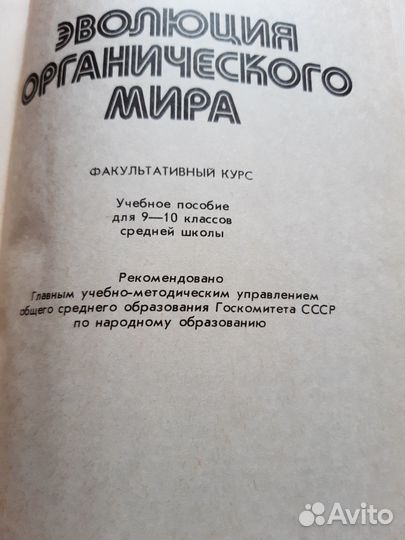 ЭВОЛЮЦИЯ
ОРГАНИЧЕСКОГО
МИРА
ФАКУЛЬТАТИВНЫЙ КУРС
Учебное пособие
для 9—10 классов
средней школы
Рекомендовано
Главным учебно-методическим управлением
общего среднего образования Госкомитета СССР
по народному образованию
Avito